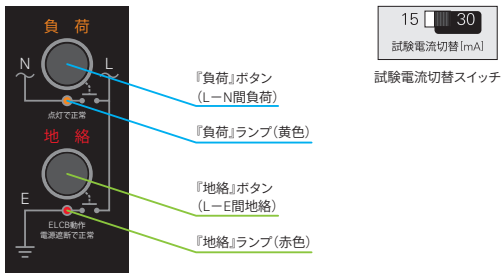 負 荷
N
L
点灯で正常
地 絡
E
ELCB動作
電源遮断で正常
『負荷』ボタン
（L－N間負荷）
『負荷』ランプ（黄色）
『地絡』ボタン
（L－E間地絡）
『地絡』ランプ（赤色）
15 30
試験電流切替[mA]
試験電流切替スイッチ